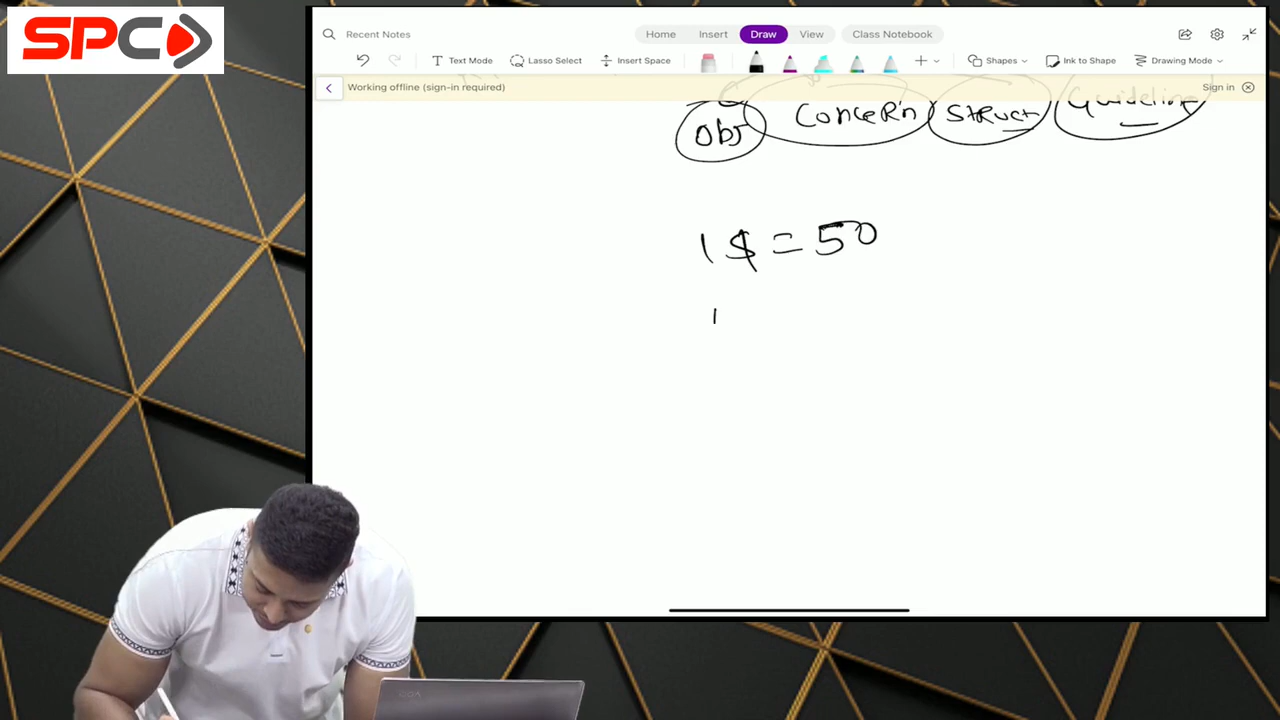 SPC
Recent Notes
Home Insert Draw View Class Notebook
Text Mode Lasso Select Insert Space Shapes Ink to Shape Drawing Mode
Working offline (sign-in required) Sign in
Obj Concern Struct Guideline
1 $ = 50
1